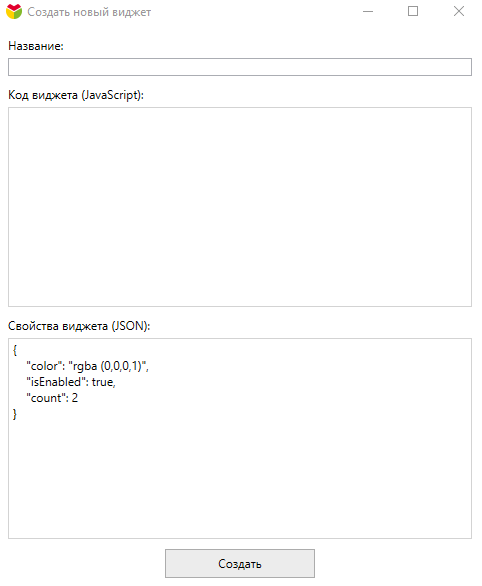 Создать новый виджет
Название:
Код виджета (JavaScript):
Свойства виджета (JSON):
{
    "color": "rgba (0,0,0,1)",
    "isEnabled": true,
    "count": 2
}
Создать